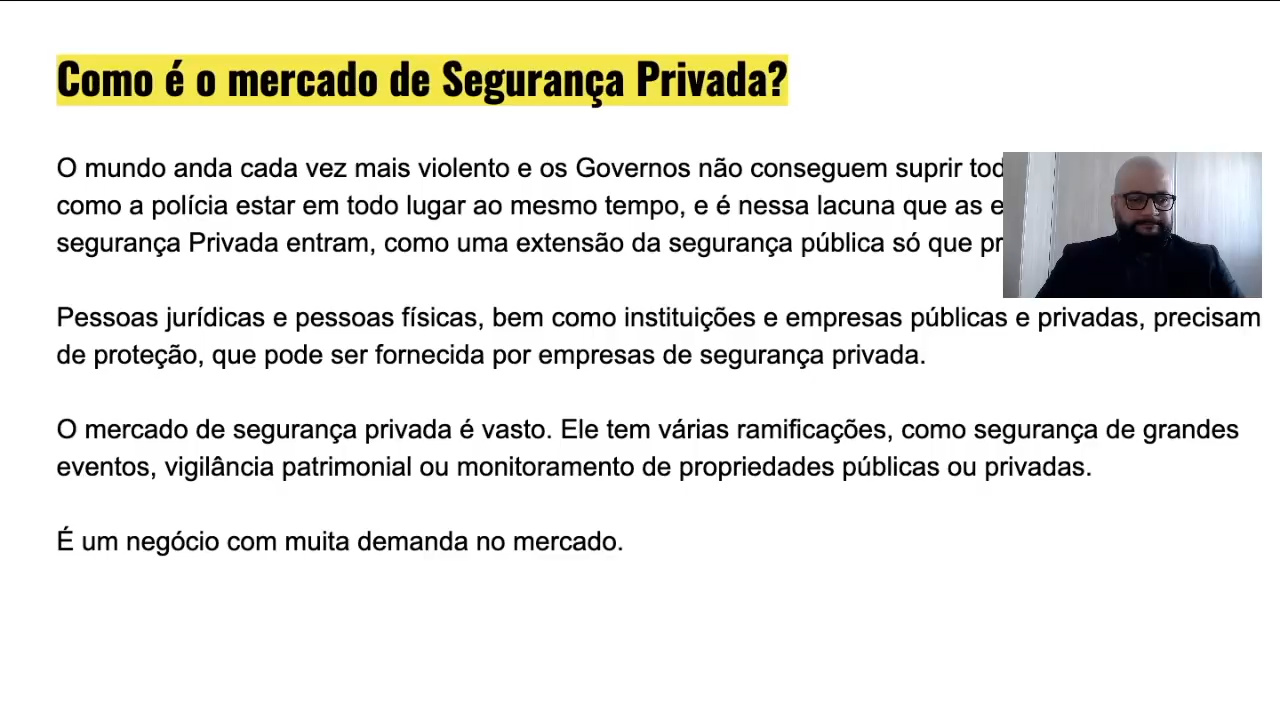 Como é o mercado de Segurança Privada?
O mundo anda cada vez mais violento e os Governos não conseguem suprir
como a polícia estar em todo lugar ao mesmo tempo, e é nessa lacuna que as
segurança Privada entram, como uma extensão da segurança pública só que
Pessoas jurídicas e pessoas físicas, bem como instituições e empresas públicas e privadas, precisam
de proteção, que pode ser fornecida por empresas de segurança privada.
O mercado de segurança privada é vasto. Ele tem várias ramificações, como segurança de grandes
eventos, vigilância patrimonial ou monitoramento de propriedades públicas ou privadas.
É um negócio com muita demanda no mercado.